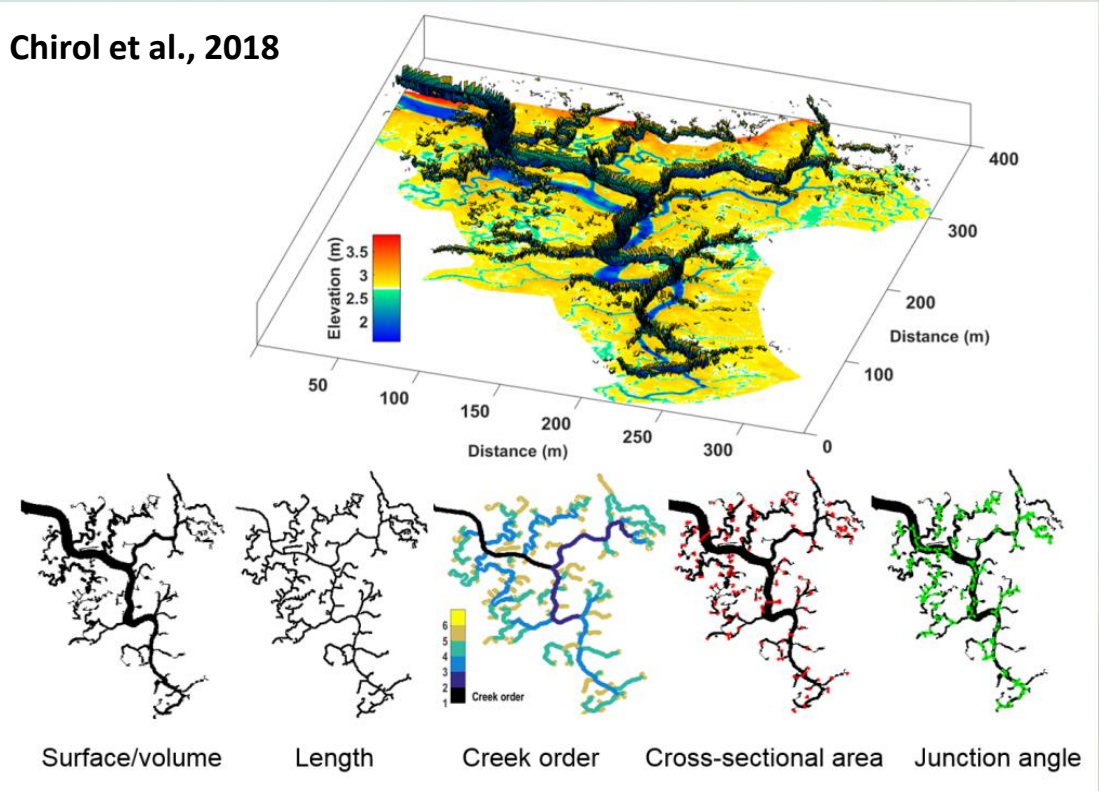 Chirol et al., 2018
400
300
200
Distance (m)
100
0
Elevation (m)
3.5
3
2.5
2
50
100
150
200
250
300
Distance (m)
6
5
4
3
2
1
Creek order
Surface/volume
Length
Creek order
Cross-sectional area
Junction angle